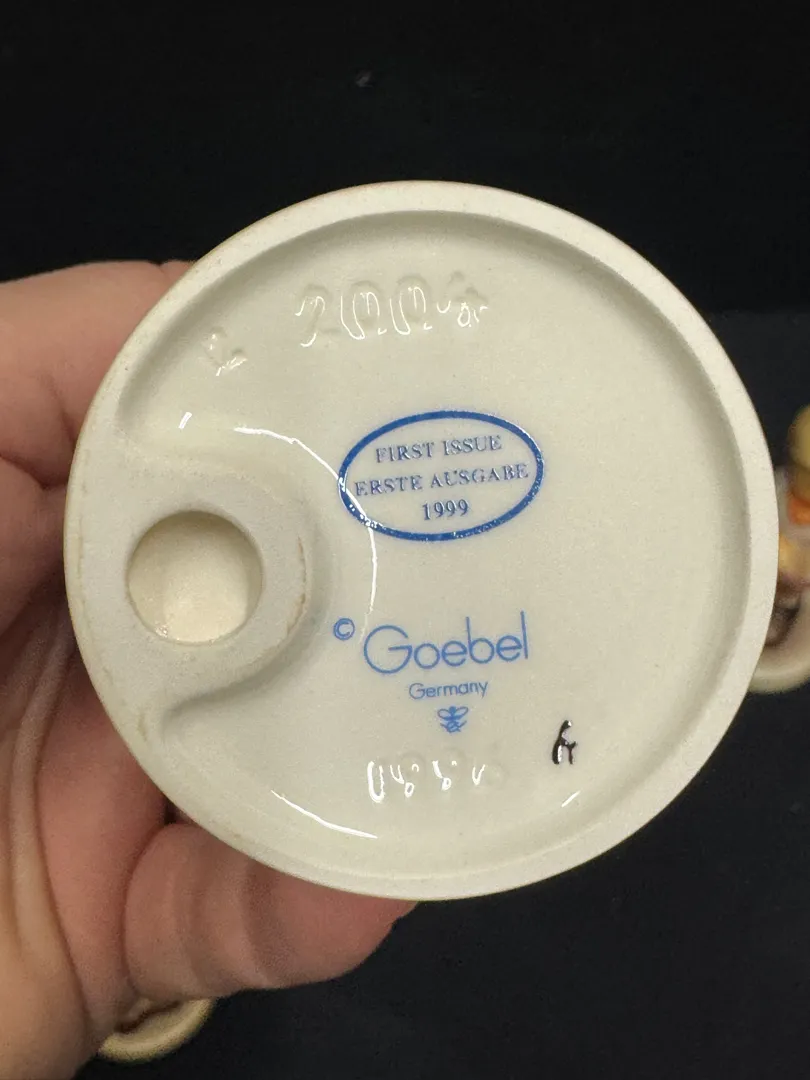 FIRST ISSUE
ERSTE AUSGABE
1999
© Goebel
Germany